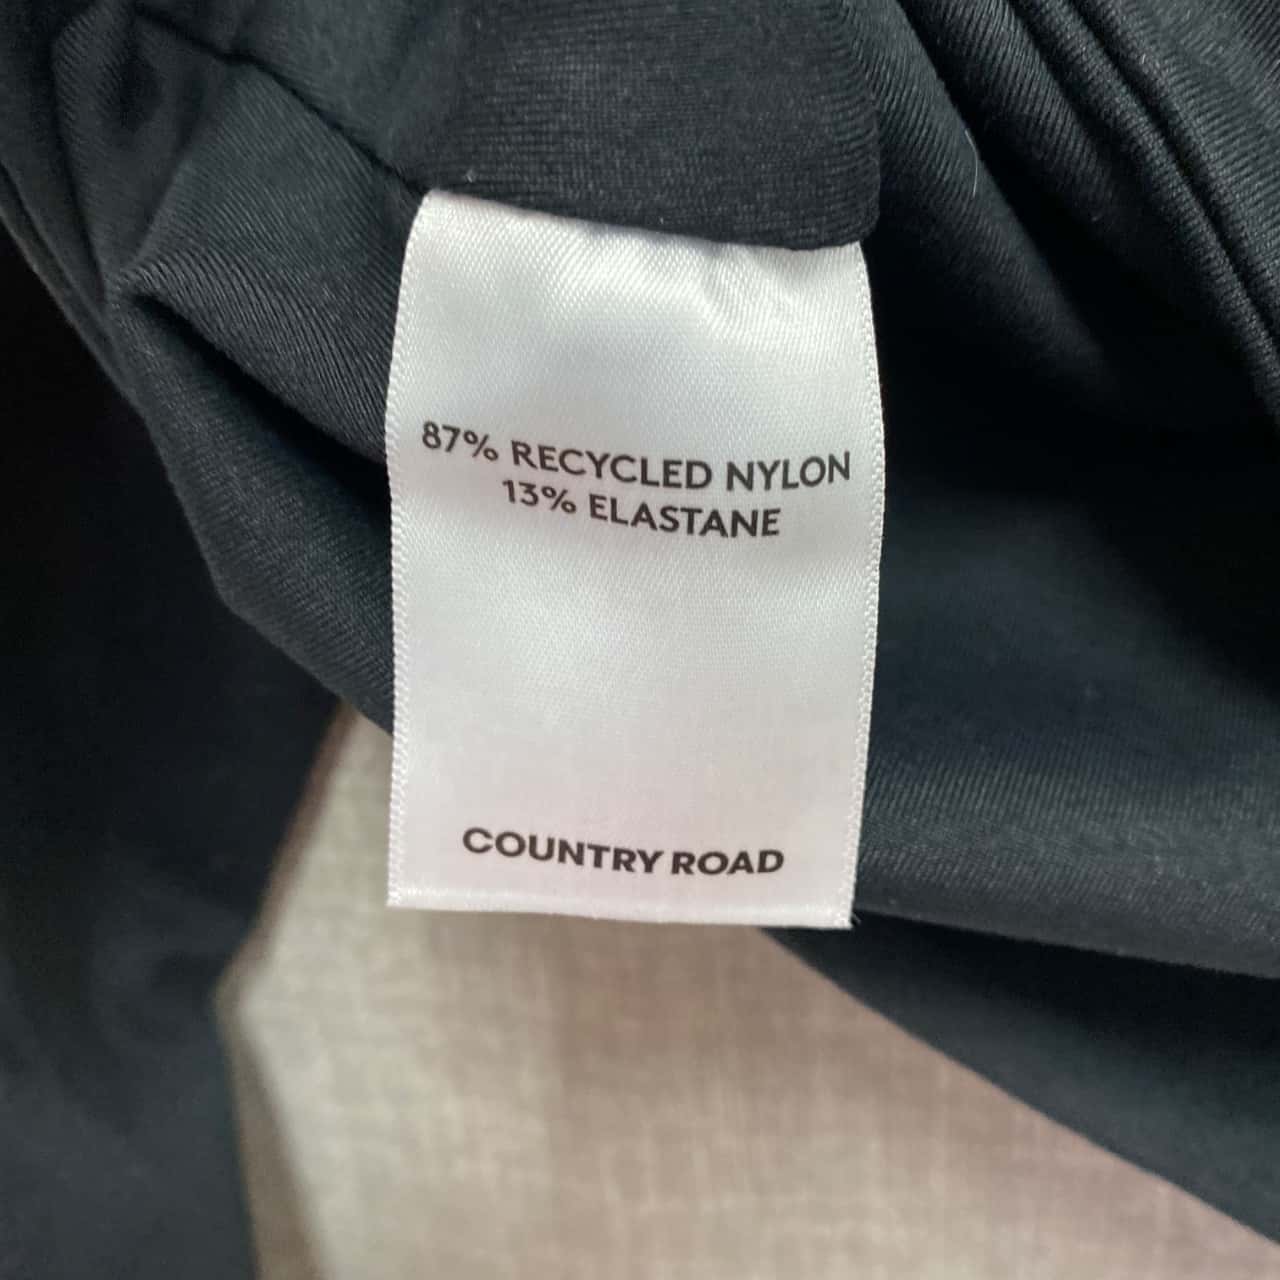 87% RECYCLED NYLON
13% ELASTANE
COUNTRY ROAD